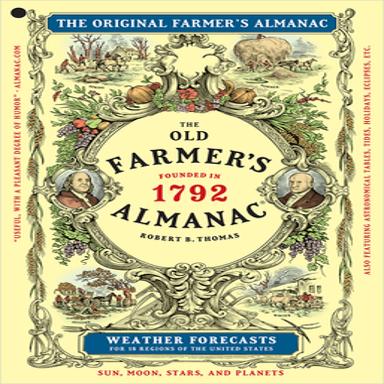 THE ORIGINAL FARMER'S ALMANAC
"USEFUL, WITH A PLEASANT DEGREE OF HUMOR" · ALMANAC.COM
ALSO FEATURING ASTRONOMICAL TABLES, TIDES, HOLIDAYS, ECLIPSES, ETC.
THE
OLD
FARMER'S
FOUNDED IN
1792
ALMANAC®
ROBERT B. THOMAS
WEATHER FORECASTS
FOR 18 REGIONS OF THE UNITED STATES
SUN, MOON, STARS, AND PLANETS